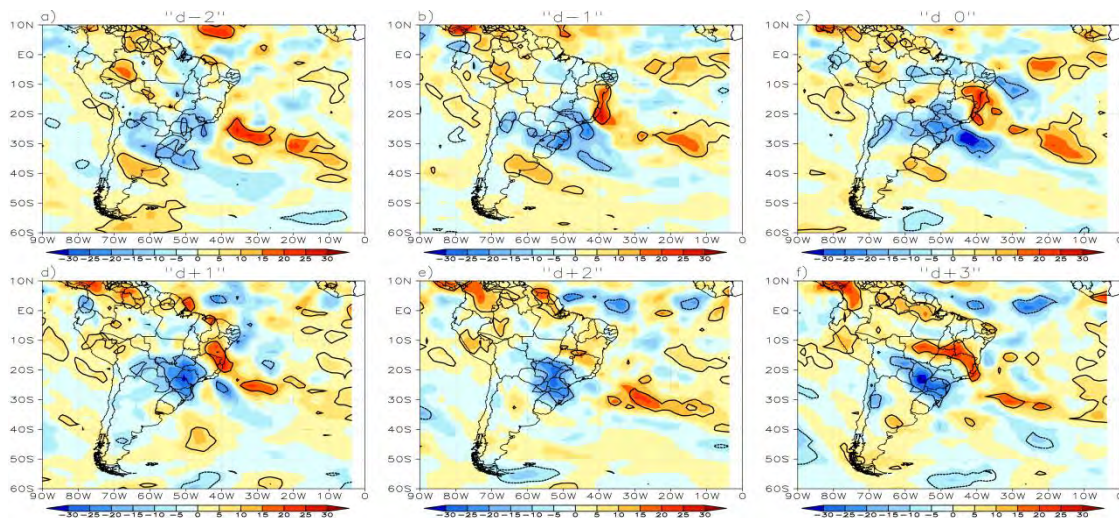 a) "d−2" b) "d−1" c) "d 0"
10N 10N 10N
EQ EQ EQ
10S 10S 10S
20S 20S 20S
30S 30S 30S
40S 40S 40S
50S 50S 50S
60S 60S 60S
90W 80W 70W 60W 50W 40W 30W 20W 10W 0 90W 80W 70W 60W 50W 40W 30W 20W 10W 0 90W 80W 70W 60W 50W 40W 30W 20W 10W 0
−30 −25 −20 −15 −10 −5 0 5 10 15 20 25 30 −30 −25 −20 −15 −10 −5 0 5 10 15 20 25 30 −30 −25 −20 −15 −10 −5 0 5 10 15 20 25 30
d) "d+1" e) "d+2" f) "d+3"
10N 10N 10N
EQ EQ EQ
10S 10S 10S
20S 20S 20S
30S 30S 30S
40S 40S 40S
50S 50S 50S
60S 60S 60S
90W 80W 70W 60W 50W 40W 30W 20W 10W 0 90W 80W 70W 60W 50W 40W 30W 20W 10W 0 90W 80W 70W 60W 50W 40W 30W 20W 10W 0
−30 −25 −20 −15 −10 −5 0 5 10 15 20 25 30 −30 −25 −20 −15 −10 −5 0 5 10 15 20 25 30 −30 −25 −20 −15 −10 −5 0 5 10 15 20 25 30